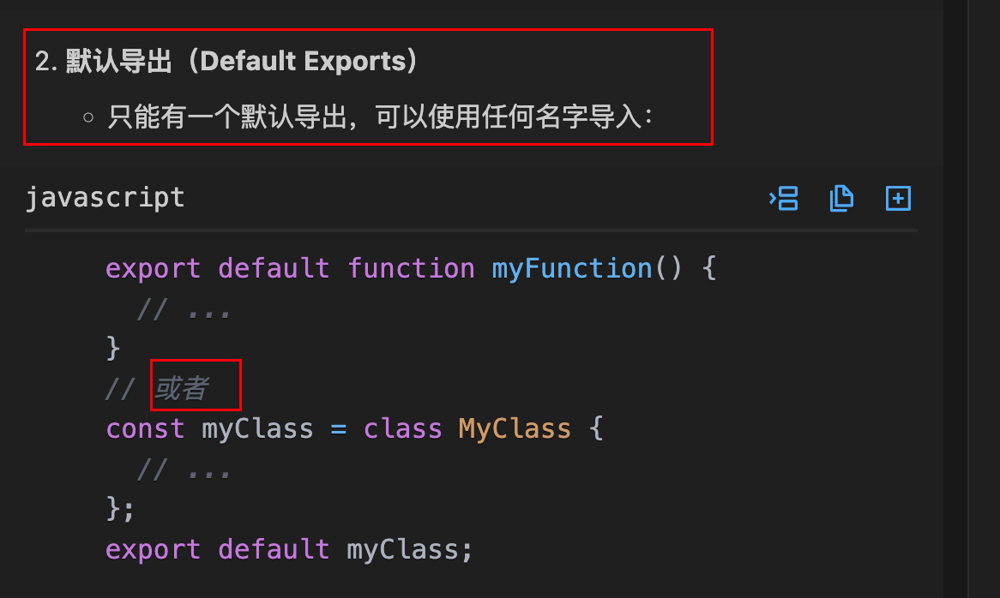 2. 默认导出（Default Exports）
○ 只能有一个默认导出，可以使用任何名字导入：
javascript
export default function myFunction() {
  // ...
}
// 或者
const myClass = class MyClass {
  // ...
};
export default myClass;